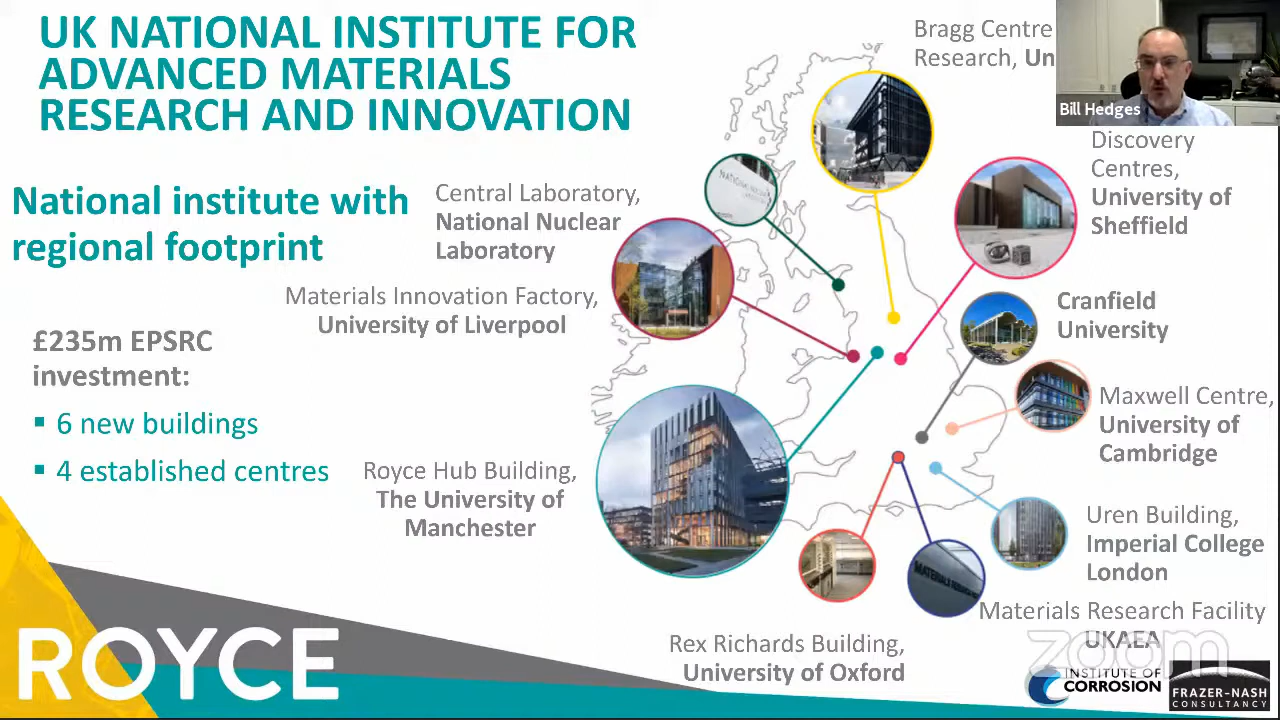 UK NATIONAL INSTITUTE FOR
ADVANCED MATERIALS
RESEARCH AND INNOVATION
National institute with
regional footprint
£235m EPSRC
investment:
▪ 6 new buildings
▪ 4 established centres
Bragg Centre
Research, Un
Bill Hedges
Discovery
Centres,
University of
Sheffield
Central Laboratory,
National Nuclear
Laboratory
Materials Innovation Factory,
University of Liverpool
Cranfield
University
Maxwell Centre,
University of
Cambridge
Royce Hub Building,
The University of
Manchester
Uren Building,
Imperial College
London
Materials Research Facility
UKAEA
Rex Richards Building,
University of Oxford
ROYCE
zoom
INSTITUTE OF
CORROSION
FRAZER-NASH
CONSULTANCY